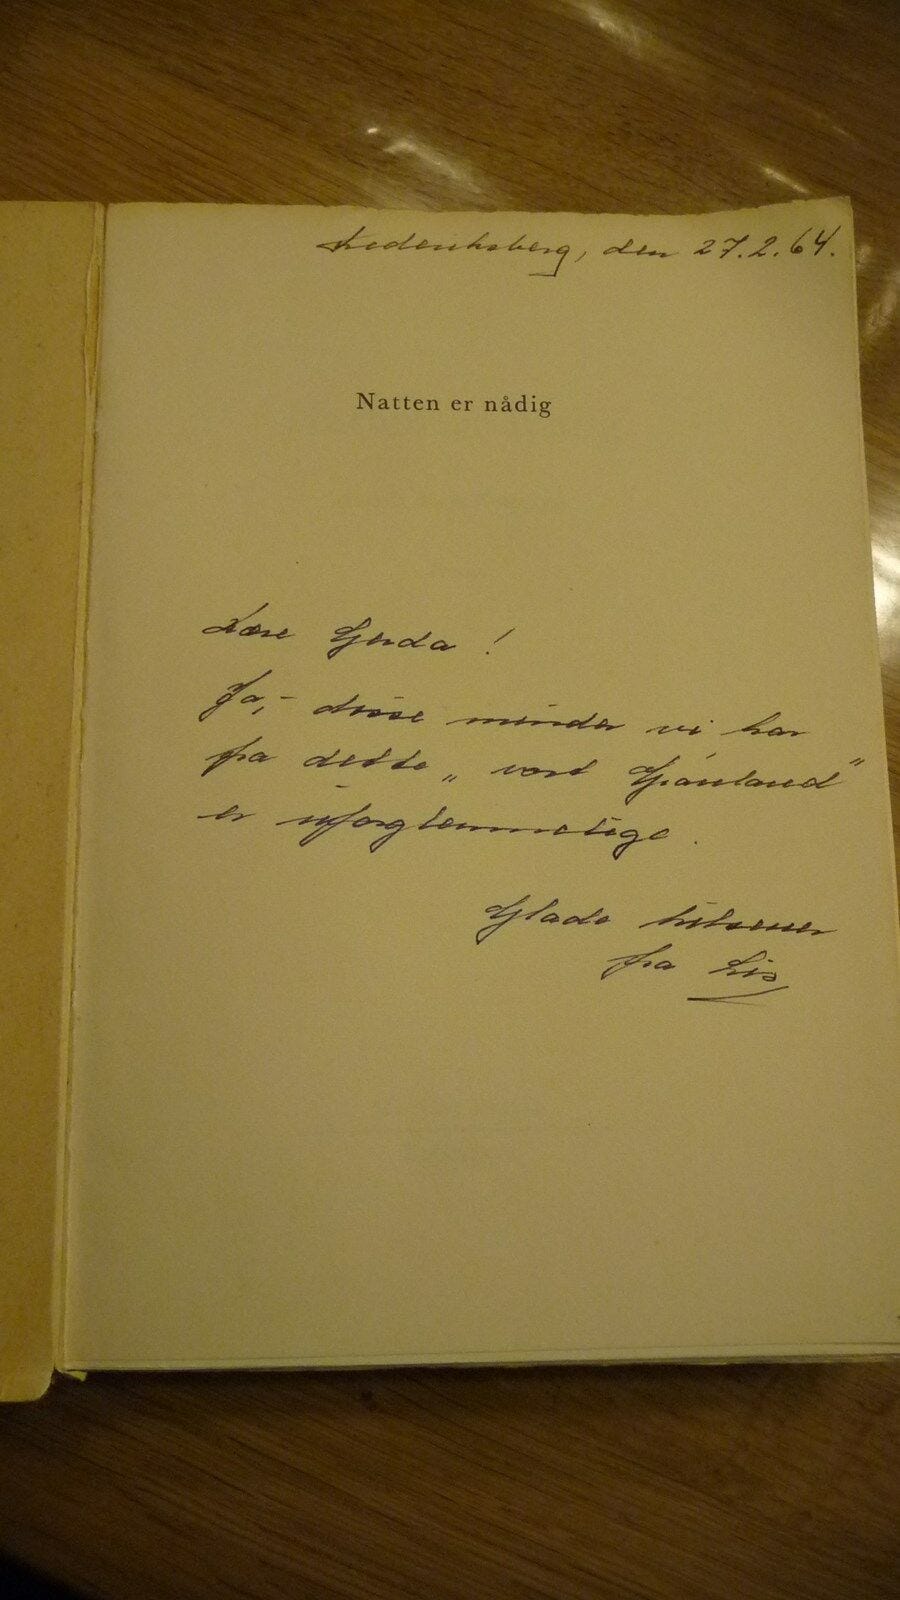 Frederiksberg, den 27.2.64.
Natten er nådig
Kære Gerda!
Ja, - disse minder vi har
fra dette „vort Grønland"
er uforglemmelige.
Glade hilsener
fra Lis